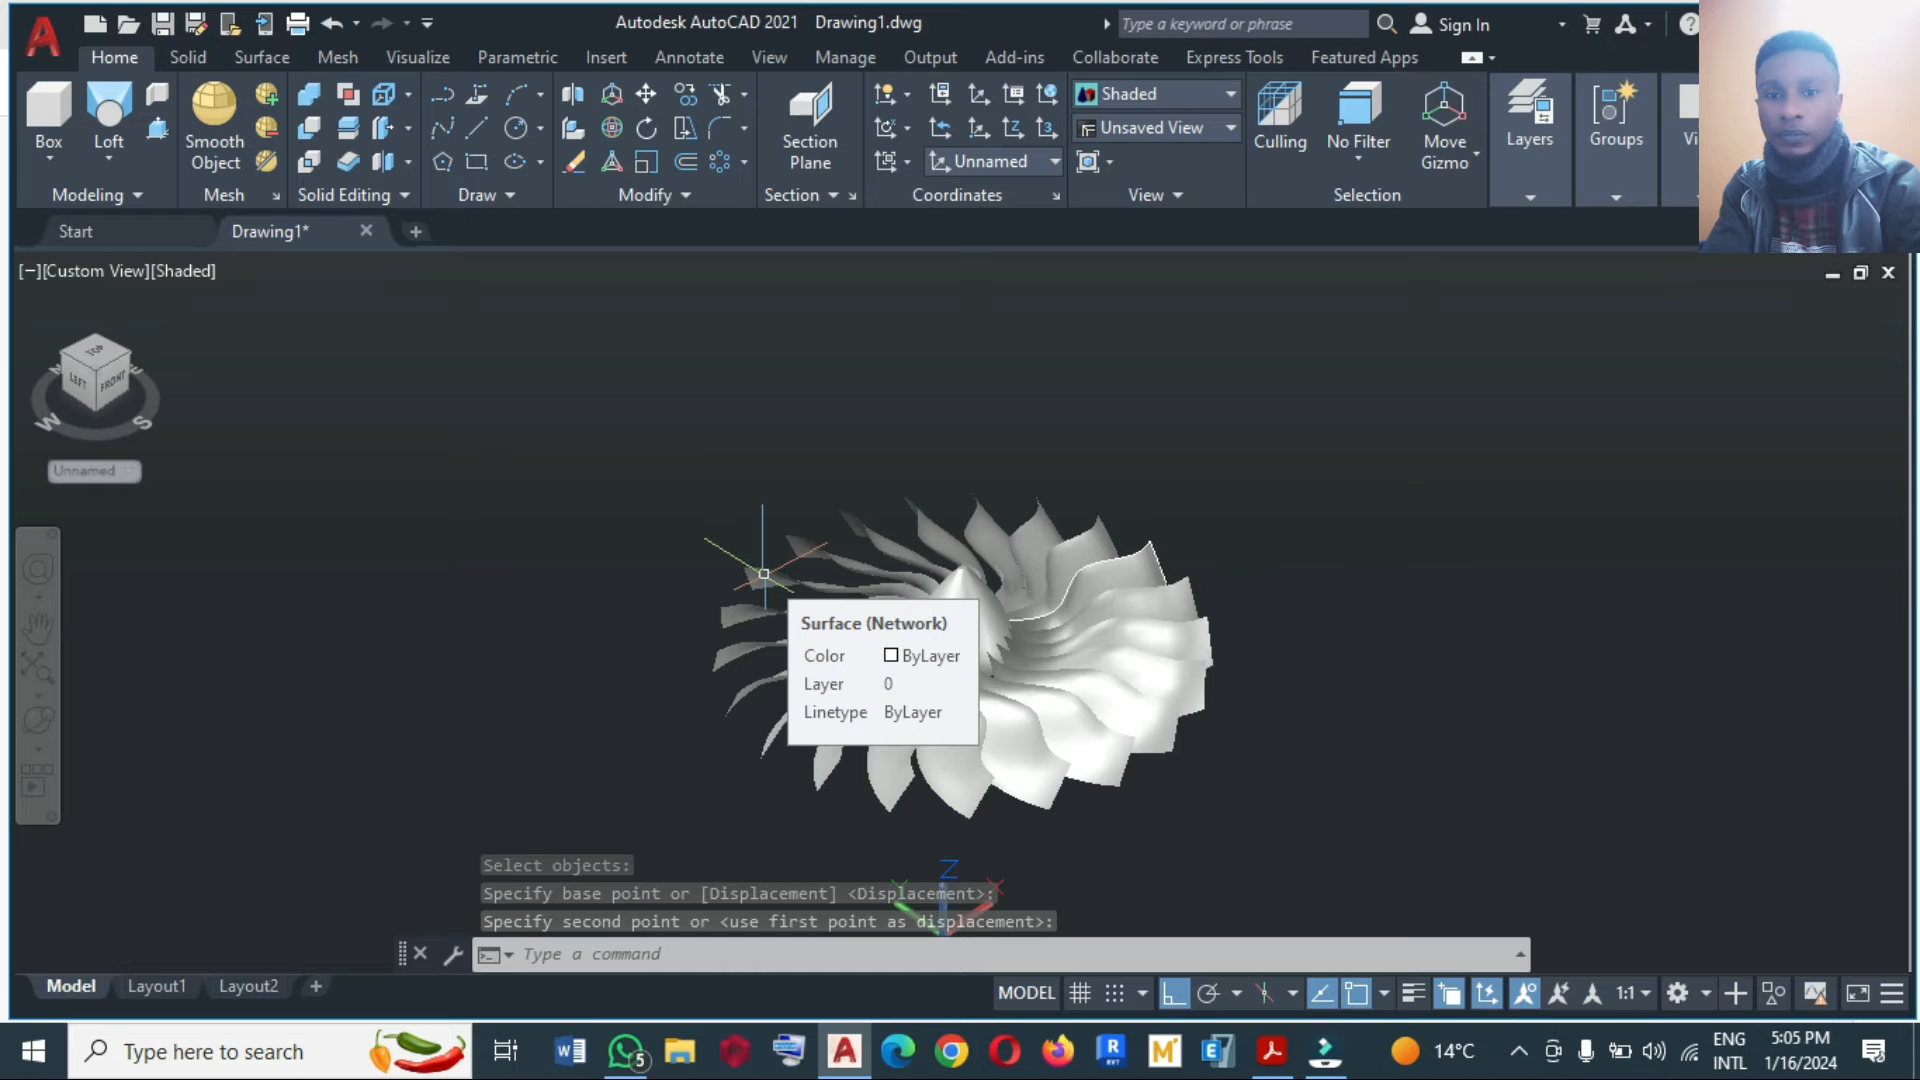 Autodesk AutoCAD 2021 Drawing1.dwg
Type a keyword or phrase
Sign In
Home Solid Surface Mesh Visualize Parametric Insert Annotate View Manage Output Add-ins Collaborate Express Tools Featured Apps
Box
Loft
Smooth
Object
Section
Plane
Shaded
Unsaved View
Unnamed
Culling
No Filter
Move
Gizmo
Layers
Groups
Vi
Modeling
Mesh
Solid Editing
Draw
Modify
Section
Coordinates
View
Selection
Start
Drawing1*
[−][Custom View][Shaded]
TOP
LEFT
FRONT
W
S
Unnamed
Surface (Network)
Color ByLayer
Layer 0
Linetype ByLayer
Select objects:
Z
Specify base point or [Displacement] <Displacement>:
Specify second point or <use first point as displacement>:
Type a command
Model
Layout1
Layout2
MODEL
1:1
Type here to search
5
14°C
ENG
INTL
5:05 PM
1/16/2024